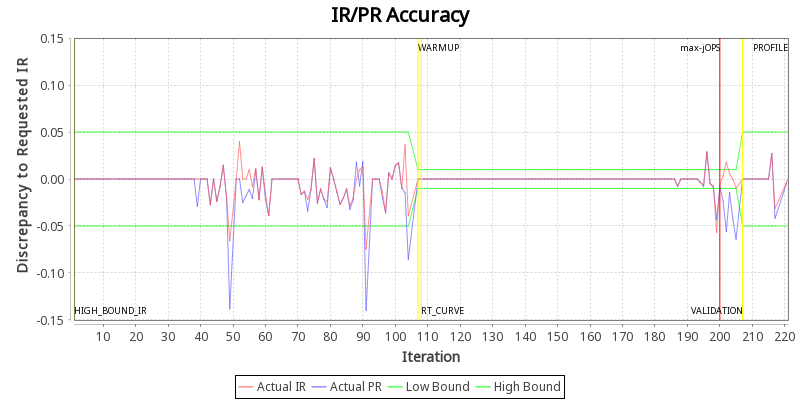 IR/PR Accuracy
Discrepancy to Requested IR
0.15
0.10
0.05
0.00
-0.05
-0.10
-0.15
WARMUP
max-jOPS
PROFILE
HIGH_BOUND_IR
RT_CURVE
VALIDATION
10 20 30 40 50 60 70 80 90 100 110 120 130 140 150 160 170 180 190 200 210 220
Iteration
Actual IR Actual PR Low Bound High Bound